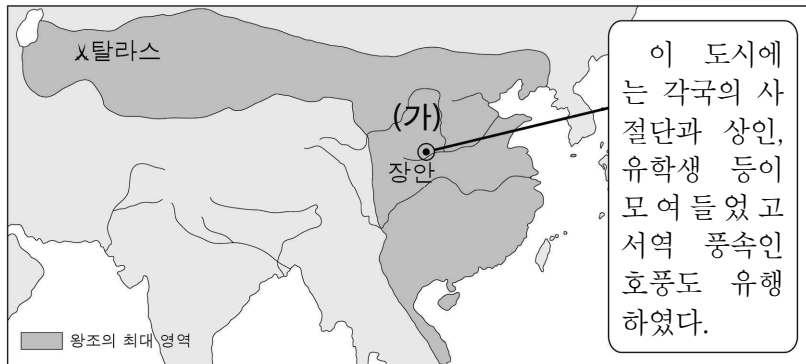 탈라스
(가)
장안
왕조의 최대 영역
이 도시에
는 각국의 사
절단과 상인,
유학생 등이
모여들었고
서역 풍속인
호풍도 유행
하였다.